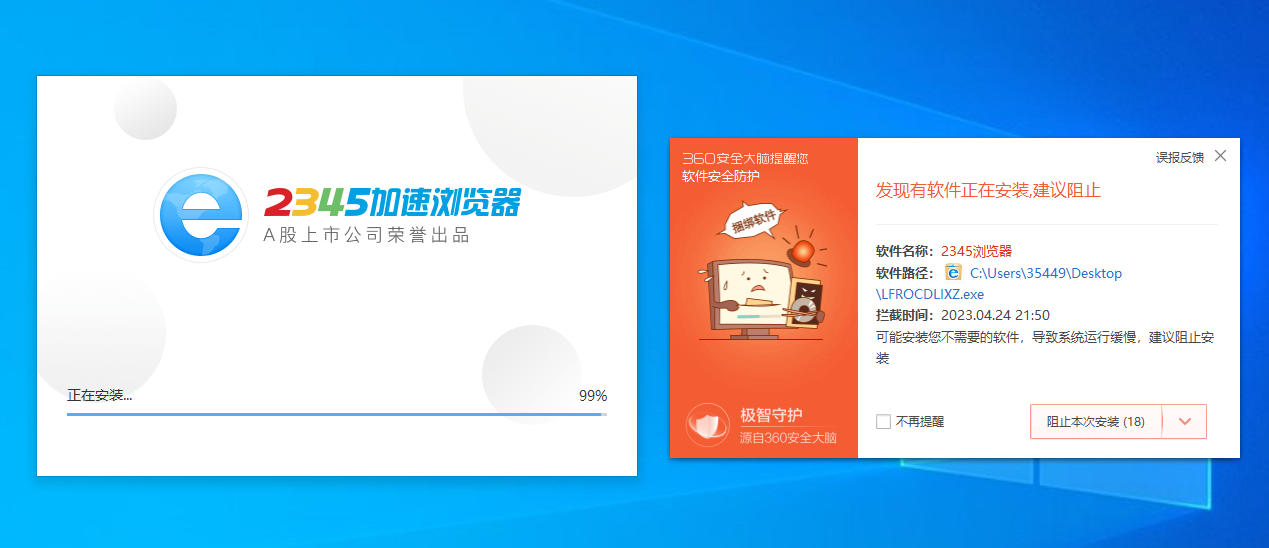 2345加速浏览器
A股上市公司荣誉出品
正在安装...
99%
360安全大脑提醒您
软件安全防护
捆绑软件
极智守护
源自360安全大脑
误报反馈
发现有软件正在安装,建议阻止
软件名称：2345浏览器
软件路径： C:\Users\35449\Desktop
\LFROCDLIXZ.exe
拦截时间：2023.04.24 21:50
可能安装您不需要的软件，导致系统运行缓慢，建议阻止安
装
不再提醒
阻止本次安装 (18)